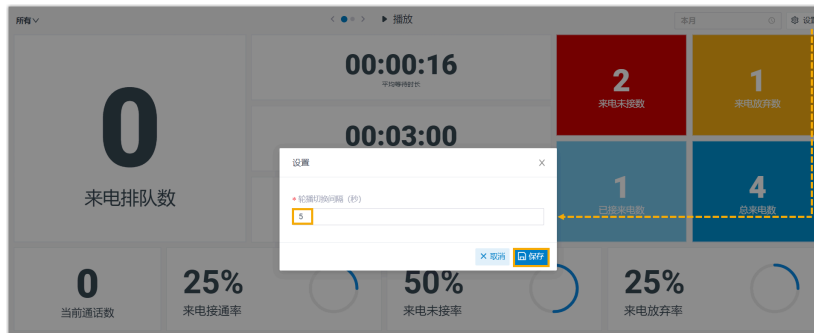 所有
播放
本月
设置
0
来电排队数
00:00:16
平均等待时长
00:03:00
2
来电未接数
1
来电放弃数
1
已接来电数
4
总来电数
设置
* 轮播切换间隔（秒）
5
取消
保存
0
当前通话数
25%
来电接通率
50%
来电未接率
25%
来电放弃率